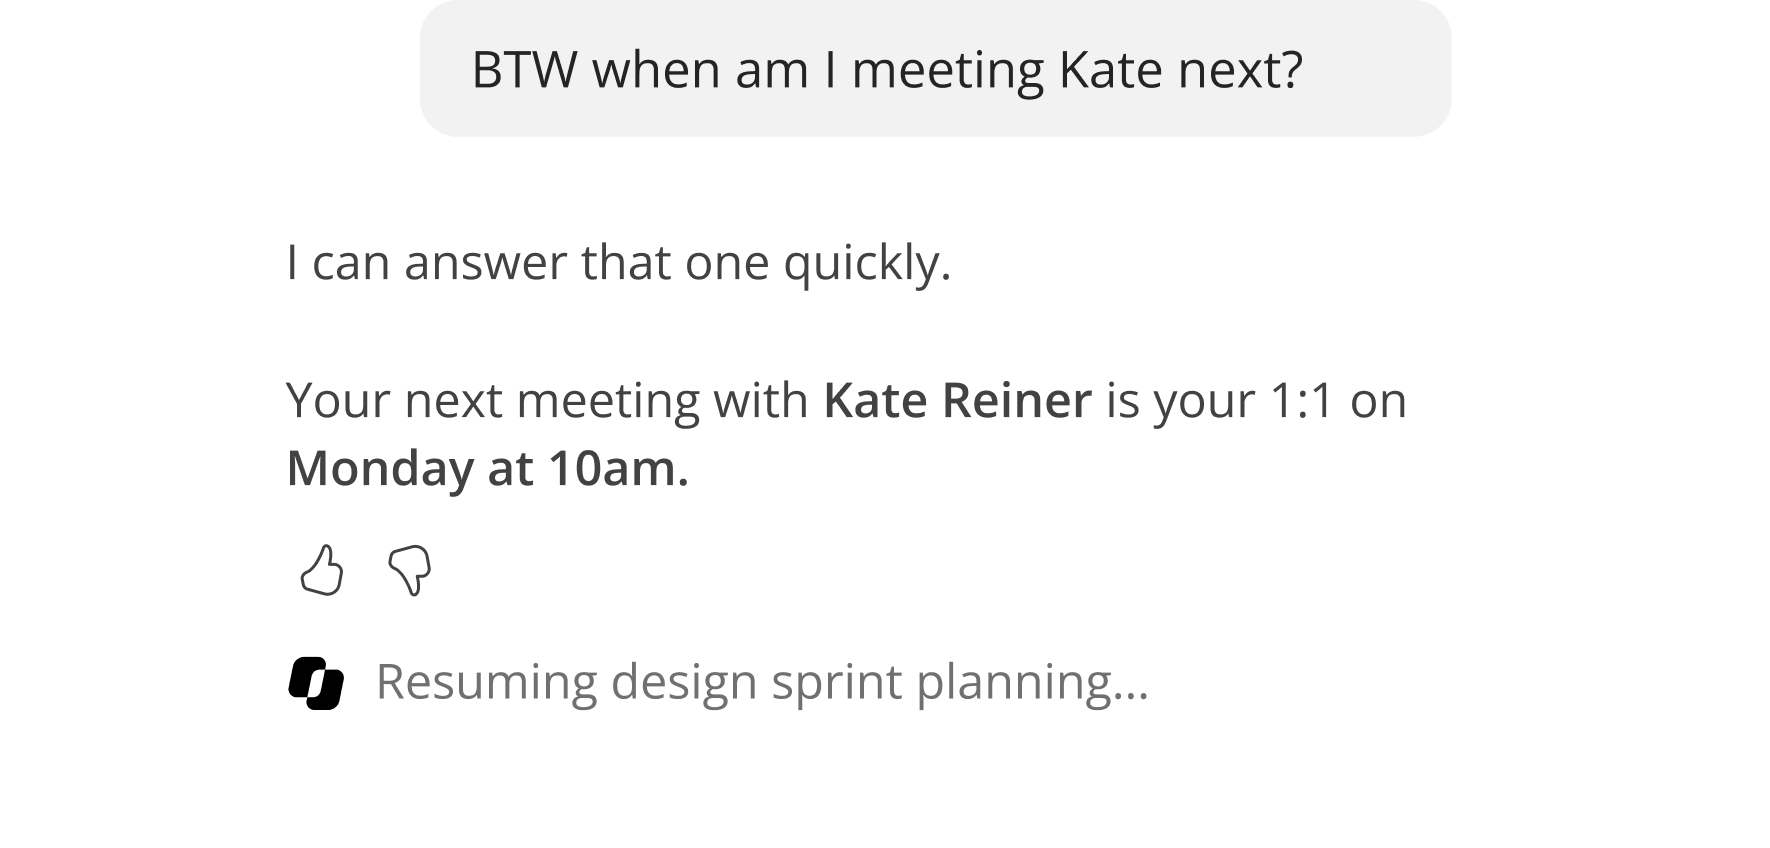 BTW when am I meeting Kate next?
I can answer that one quickly.
Your next meeting with Kate Reiner is your 1:1 on
Monday at 10am.
Resuming design sprint planning...